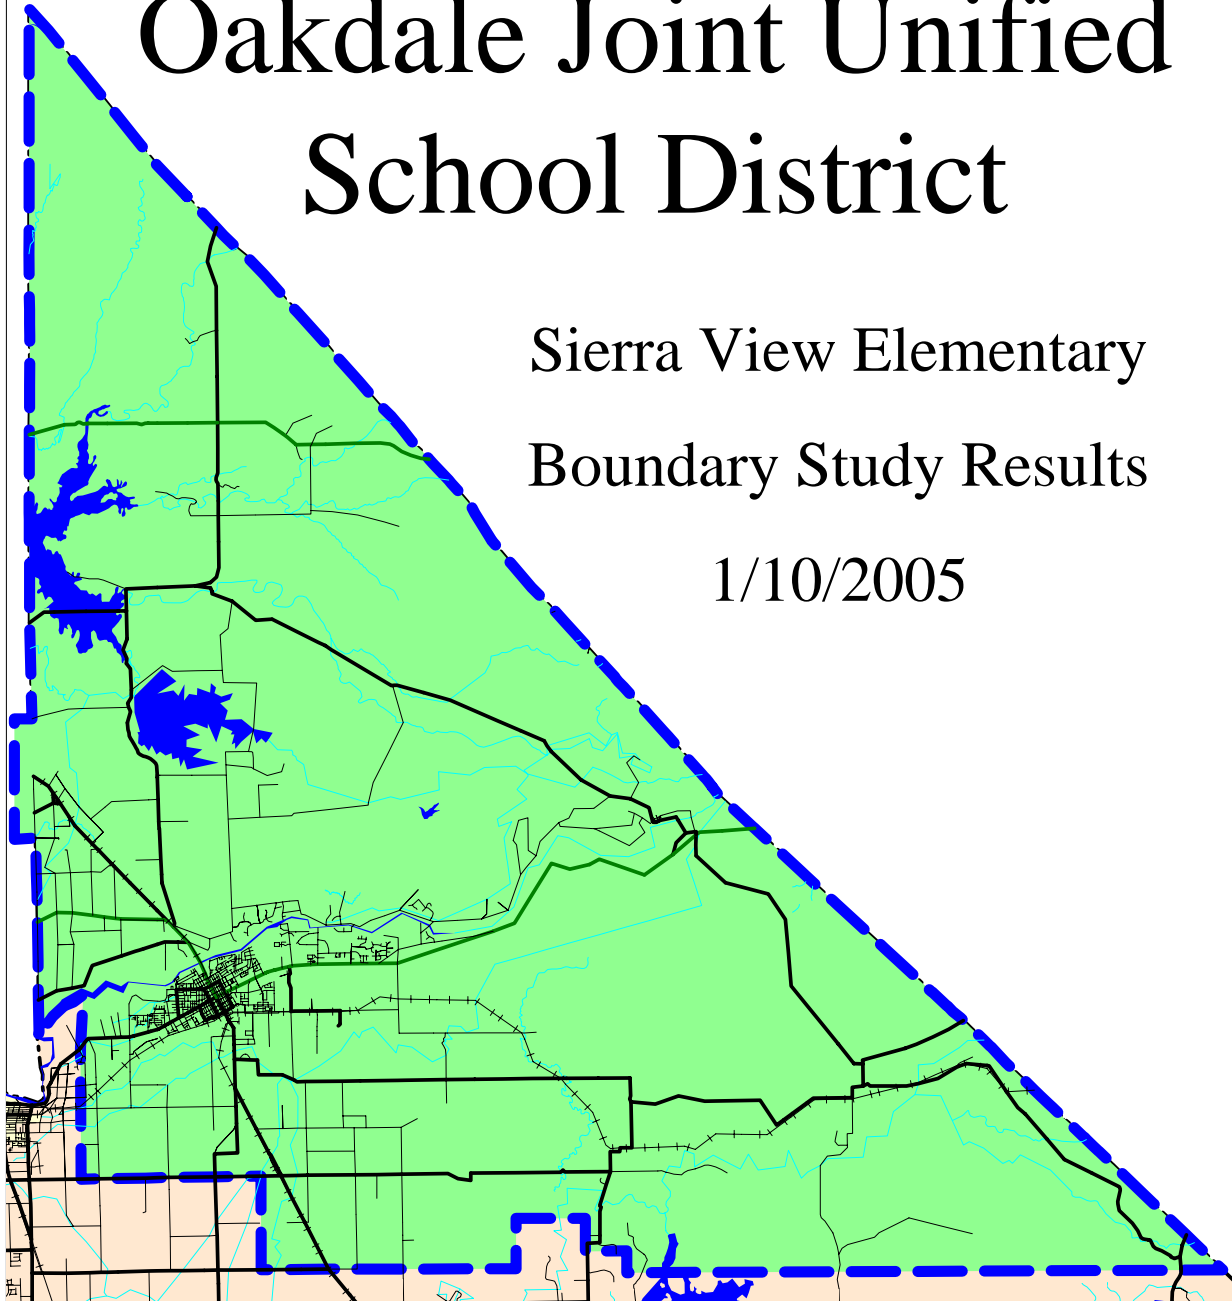 Oakdale Joint Unified
School District
Sierra View Elementary
Boundary Study Results
1/10/2005